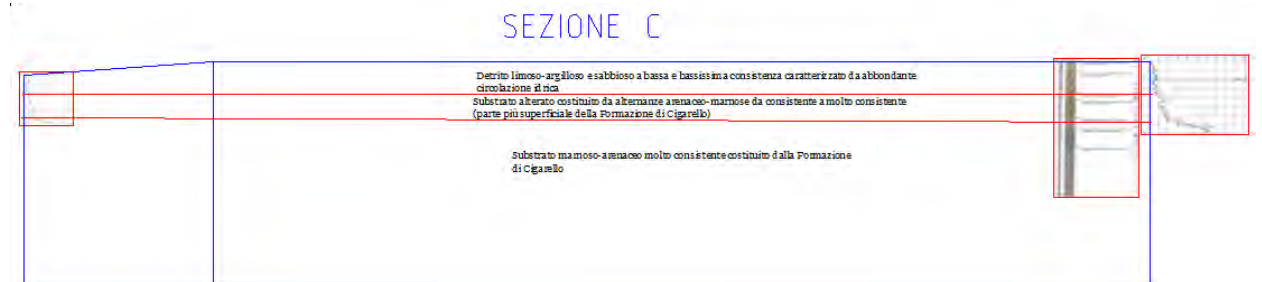 SEZIONE C
Detrito limoso-argilloso e sabbioso a bassa e bassissima consistenza caratterizzato da abbondante
circolazione idrica
Substrato alterato costituito da alternanze arenaceo-marnose da consistente a molto consistente
(parte più superficiale della Formazione di Cigarello)
Substrato marnoso-arenaceo molto consistente costituito dalla Formazione
di Cigarello